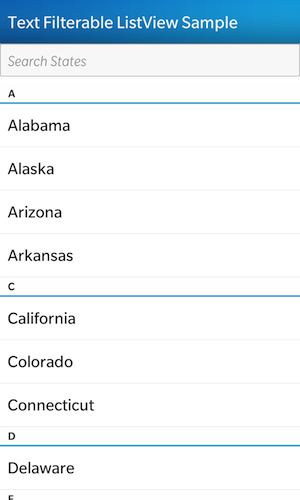 Text Filterable ListView Sample
Search States
A
Alabama
Alaska
Arizona
Arkansas
C
California
Colorado
Connecticut
D
Delaware